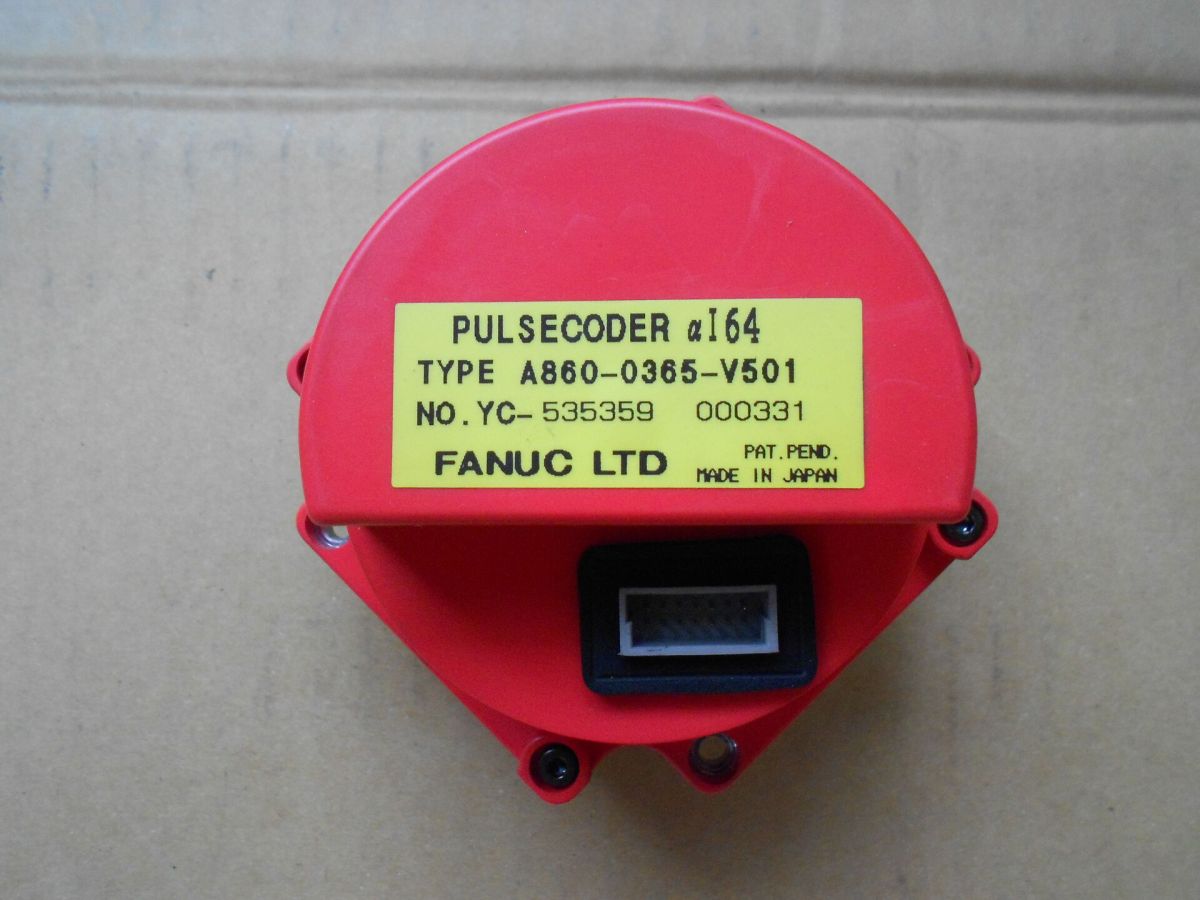 PULSECODER αI64
TYPE A860-0365-V501
NO.YC-535359 000331
FANUC LTD
PAT.PEND.
MADE IN JAPAN